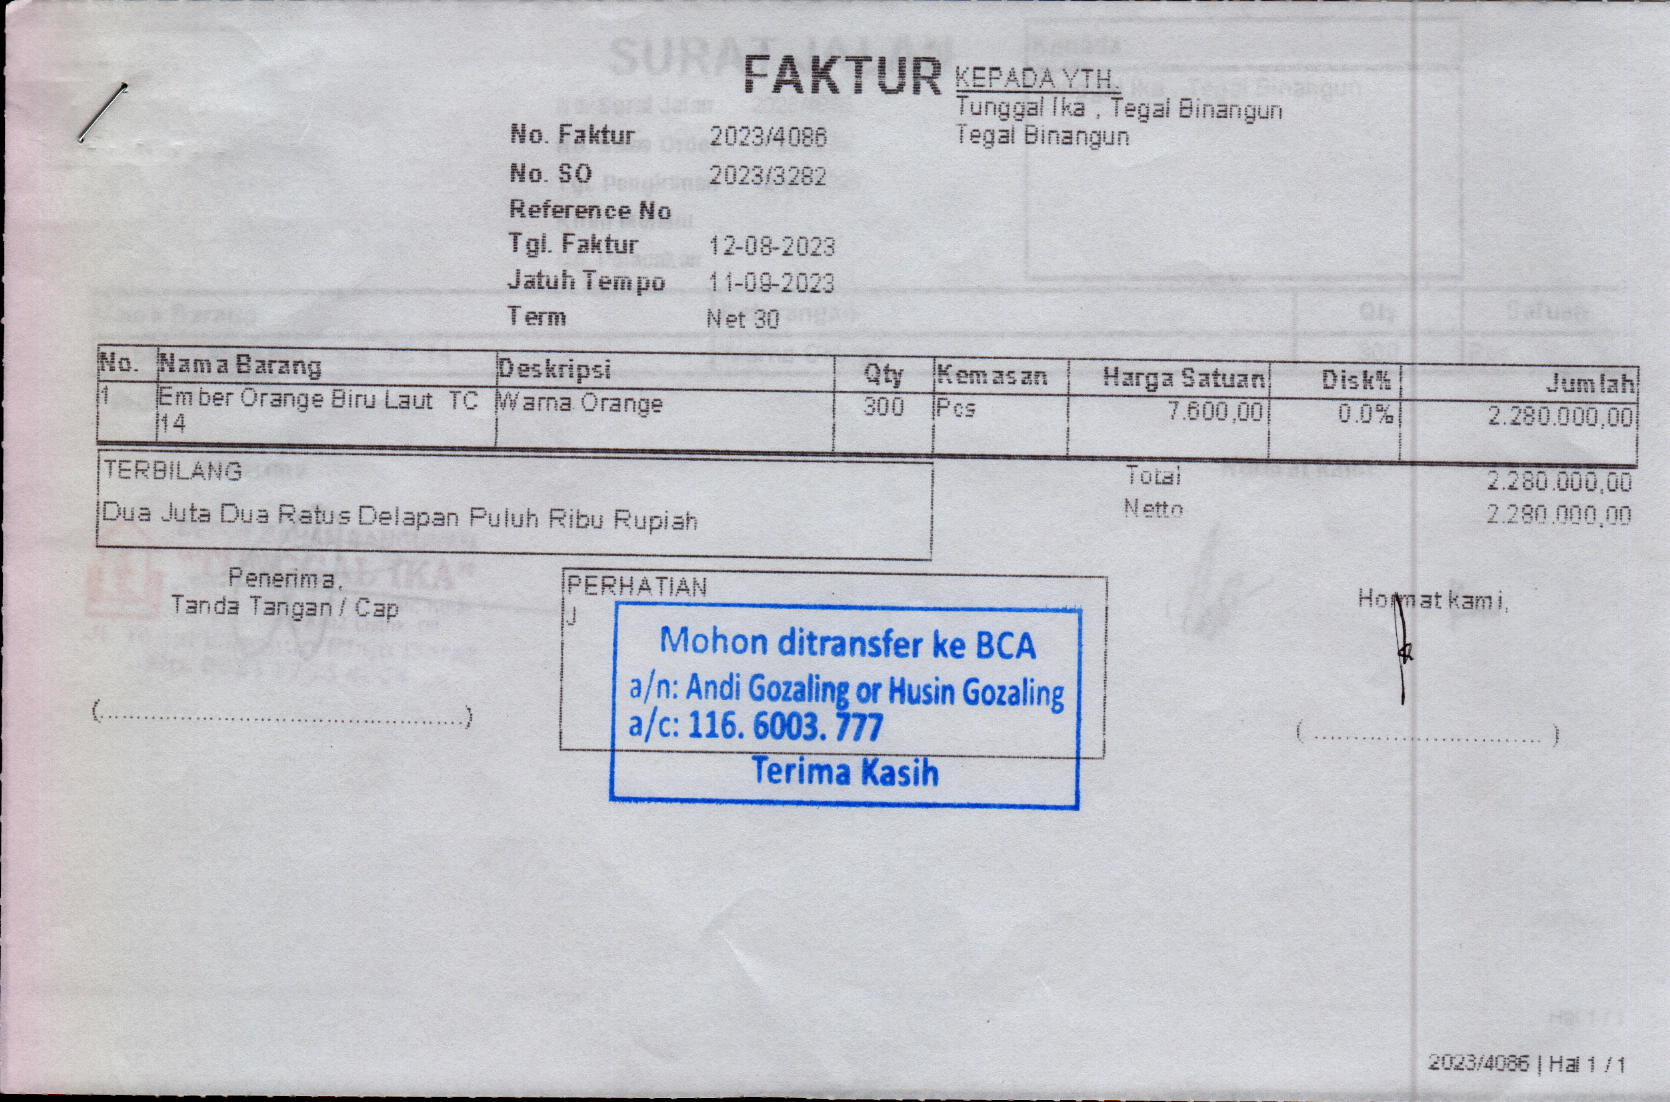 FAKTUR
KEPADA YTH.
Tunggal Ika , Tegal Binangun
Tegal Binangun
No. Faktur 2023/4086
No. SO 2023/3282
Reference No
Tgl. Faktur 12-08-2023
Jatuh Tempo 11-09-2023
Term Net 30
No. Nama Barang Deskripsi Qty Kemasan Harga Satuan Disk% Jumlah
1 Ember Orange Biru Laut TC Warna Orange 300 Pcs 7.600,00 0.0% 2.280.000,00
14
TERBILANG
Dua Juta Dua Ratus Delapan Puluh Ribu Rupiah
Total 2.280.000,00
Netto 2.280.000,00
Penerima,
Tanda Tangan / Cap
(..............................................)
PERHATIAN
J
Mohon ditransfer ke BCA
a/n: Andi Gozaling or Husin Gozaling
a/c: 116. 6003. 777
Terima Kasih
Hormat kami,
( ............................. )
2023/4086 | Hal 1 / 1